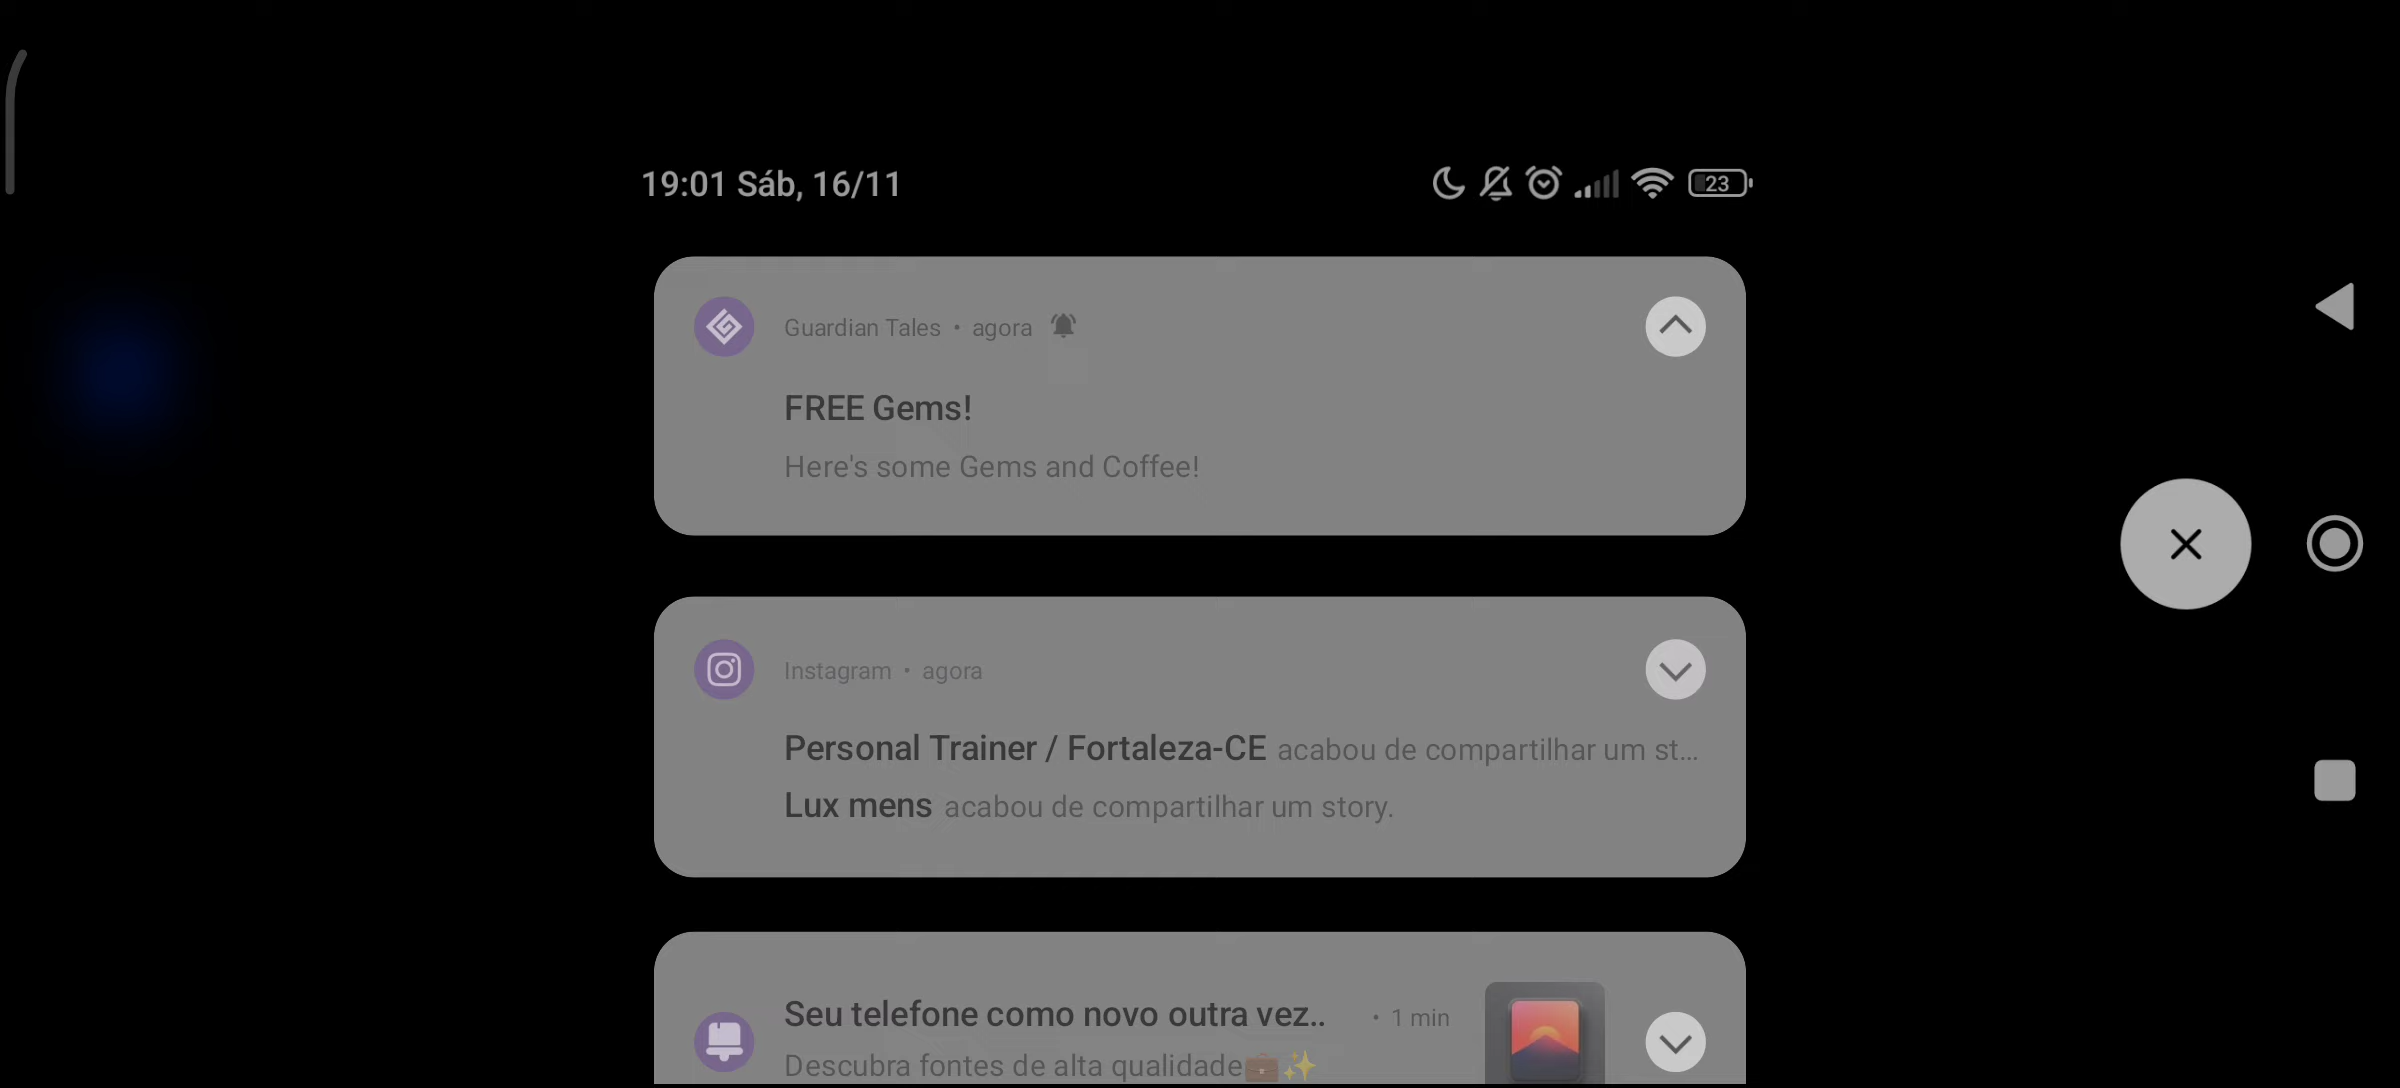 19:01 Sáb, 16/11
23
Guardian Tales • agora
FREE Gems!
Here's some Gems and Coffee!
Instagram • agora
Personal Trainer / Fortaleza-CE acabou de compartilhar um st...
Lux mens acabou de compartilhar um story.
Seu telefone como novo outra vez.. • 1 min
Descubra fontes de alta qualidade💼✨